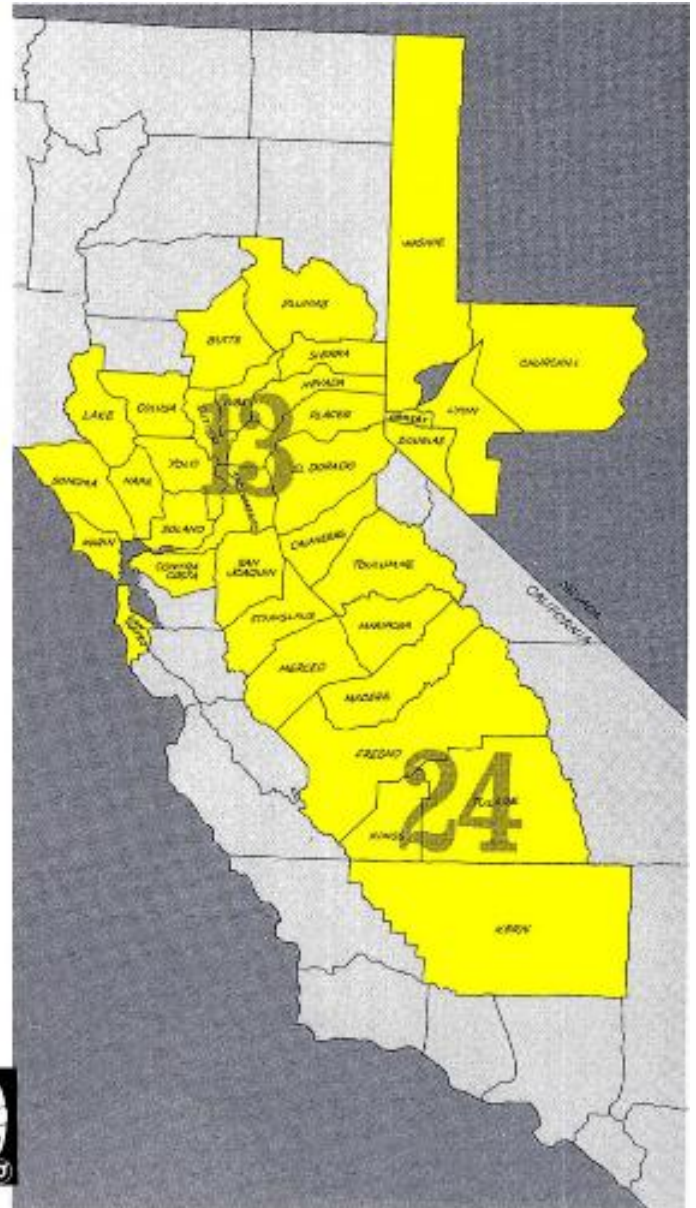 WASHOE
PLUMAS
BUTTE
CHURCHILL
SIERRA
NEVADA
LYON
LAKE
COLUSA
YUBA
PLACER
DOUGLAS
13
YOLO
EL DORADO
SONOMA
NAPA
SOLANO
MARIN
CALAVERAS
CONTRA
COSTA
SAN
JOAQUIN
TUOLUMNE
NEVADA
CALIFORNIA
STANISLAUS
MARIPOSA
MERCED
MADERA
FRESNO
24
TULARE
KINGS
KERN